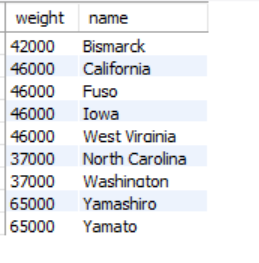 weight name
42000 Bismarck
46000 California
46000 Fuso
46000 Iowa
46000 West Virginia
37000 North Carolina
37000 Washington
65000 Yamashiro
65000 Yamato